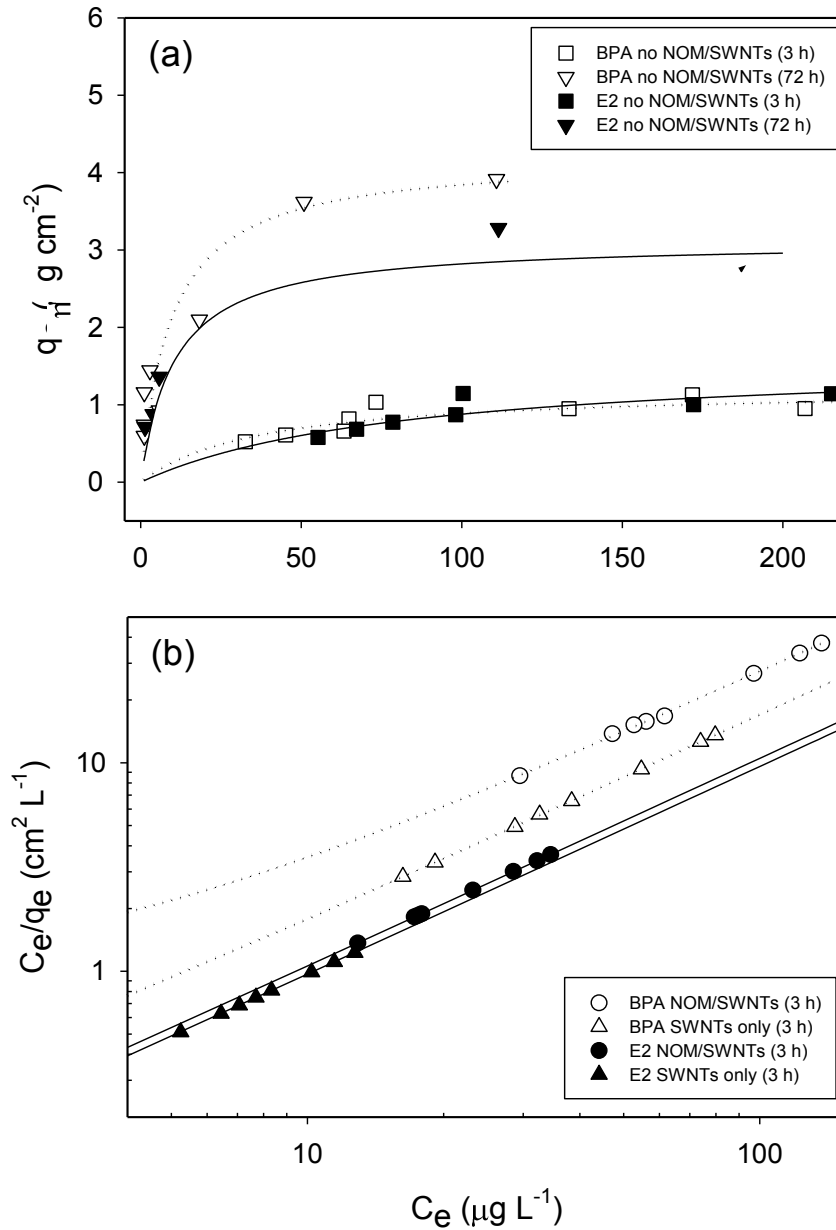 (a)
BPA no NOM/SWNTs (3 h)
BPA no NOM/SWNTs (72 h)
E2 no NOM/SWNTs (3 h)
E2 no NOM/SWNTs (72 h)
6
5
4
3
2
1
0
q g cm-2)
0 50 100 150 200
(b)
10
1
Ce/qe (cm2 L-1)
BPA NOM/SWNTs (3 h)
BPA SWNTs only (3 h)
E2 NOM/SWNTs (3 h)
E2 SWNTs only (3 h)
10 100
Ce (μg L-1)